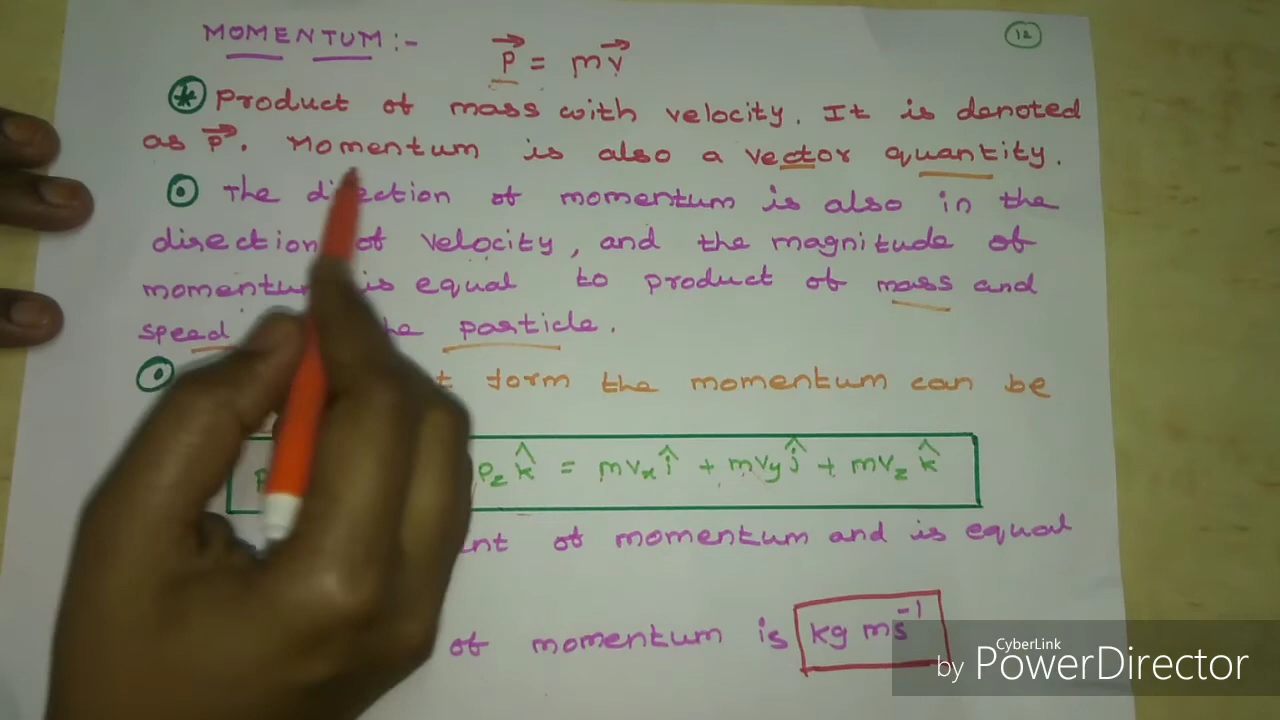 MOMENTUM :- 12
p⃗ = mv⃗
Product of mass with velocity. It is denoted
as p⃗. Momentum is also a vector quantity.
The direction of momentum is also in the
direction of velocity, and the magnitude of
momentum is equal to product of mass and
speed particle.
form the momentum can be
p_z k̂ = mv_x î + mv_y ĵ + mv_z k̂
of momentum and is equal
of momentum is kg ms⁻¹
CyberLink
by PowerDirector